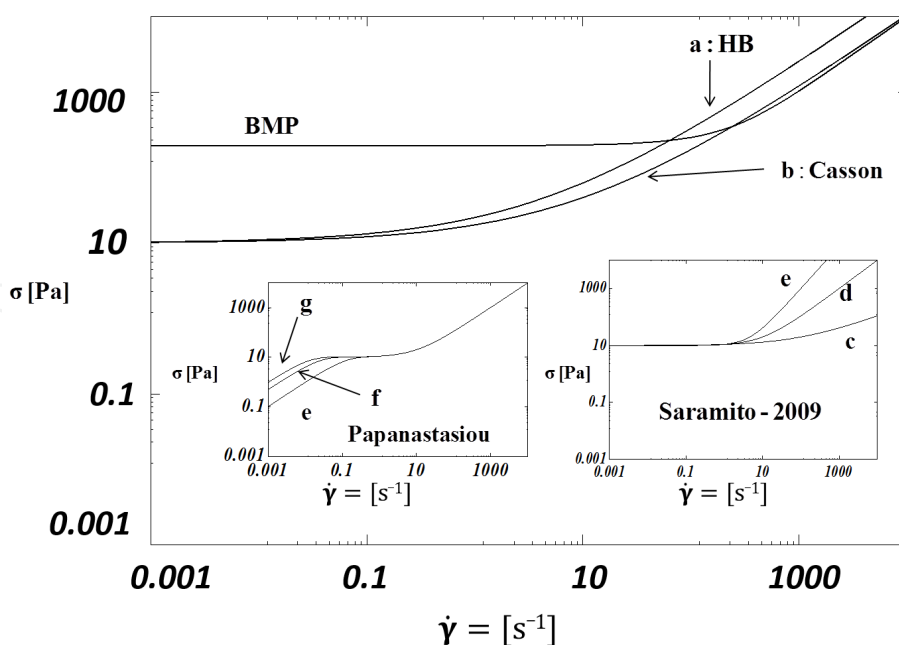 a : HB
1000
BMP
b : Casson
10
σ [Pa]
1000
g
10
σ [Pa]
f
0.1
e
Papanastasiou
0.001
0.001 0.1 10 1000
γ̇ = [s⁻¹]
e
1000
d
10
c
σ [Pa]
0.1
Saramito - 2009
0.001
0.001 0.1 10 1000
γ̇ = [s⁻¹]
0.1
0.001
0.001 0.1 10 1000
γ̇ = [s⁻¹]